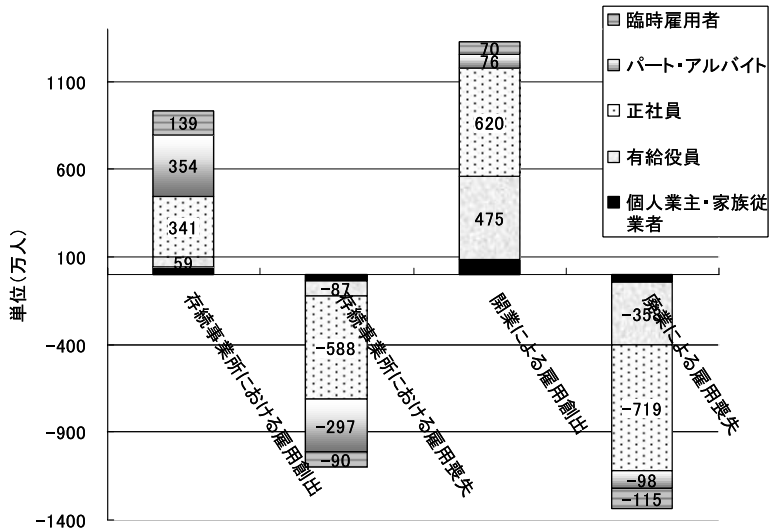 臨時雇用者
パート・アルバイト
正社員
有給役員
個人業主・家族従
業者
単位(万人)
1100
600
100
-400
-900
-1400
139
354
341
59
-87
-588
-297
-90
70
76
620
475
-358
-719
-98
-115
存続事業所における雇用創出
存続事業所における雇用喪失
開業による雇用創出
廃業による雇用喪失